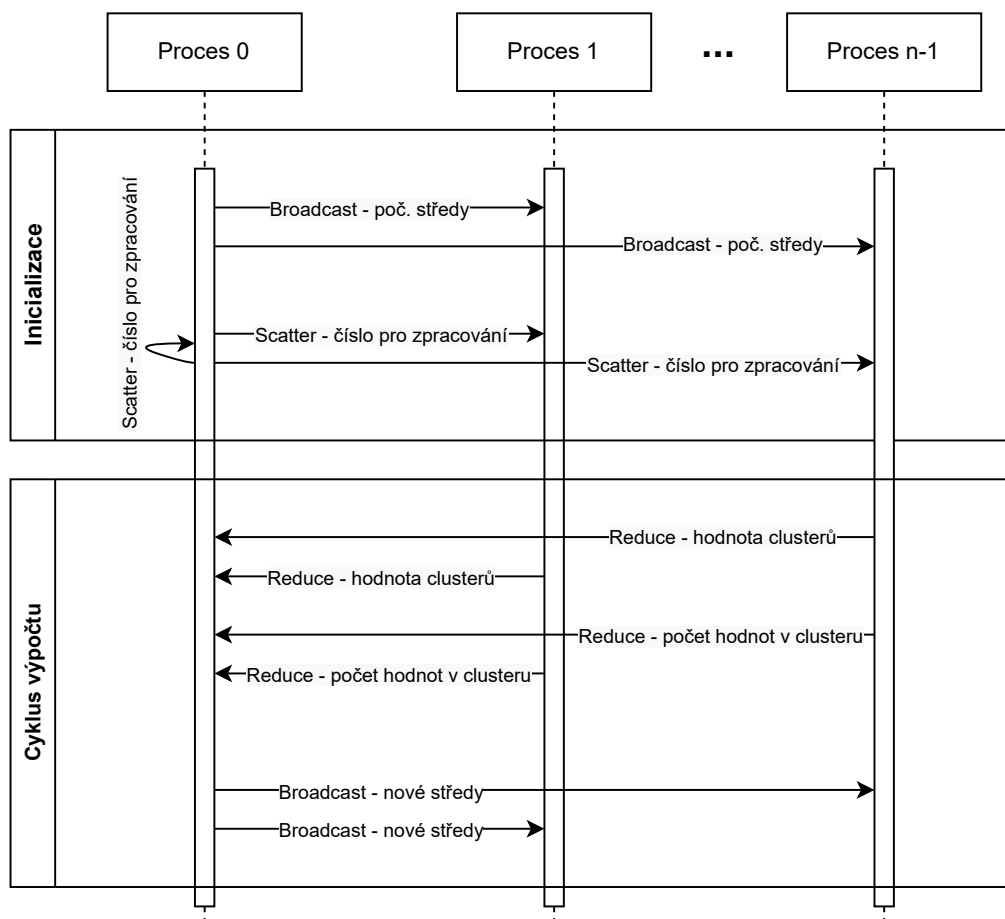 Proces 0
Proces 1
...
Proces n-1
Inicializace
Broadcast - poč. středy
Broadcast - poč. středy
Scatter - číslo pro zpracování
Scatter - číslo pro zpracování
Scatter - číslo pro zpracování
Cyklus výpočtu
Reduce - hodnota clusterů
Reduce - hodnota clusterů
Reduce - počet hodnot v clusteru
Reduce - počet hodnot v clusteru
Broadcast - nové středy
Broadcast - nové středy